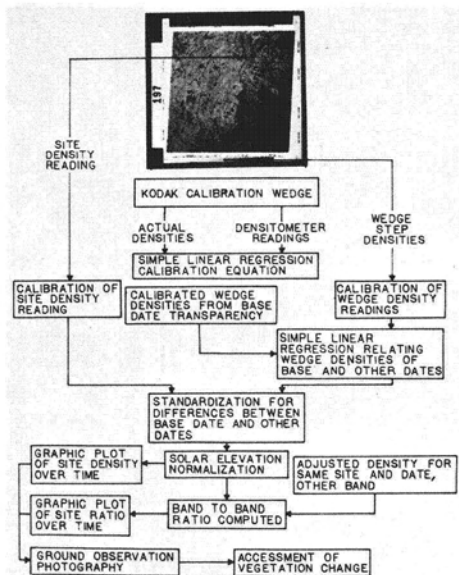 197
SITE
DENSITY
READING
KODAK CALIBRATION WEDGE
ACTUAL
DENSITIES
DENSITOMETER
READINGS
WEDGE
STEP
DENSITIES
SIMPLE LINEAR REGRESSION
CALIBRATION EQUATION
CALIBRATION OF
SITE DENSITY
READING
CALIBRATED WEDGE
DENSITIES FROM BASE
DATE TRANSPARENCY
CALIBRATION OF
WEDGE DENSITY
READINGS
SIMPLE LINEAR
REGRESSION RELATING
WEDGE DENSITIES OF
BASE AND OTHER DATES
STANDARDIZATION FOR
DIFFERENCES BETWEEN
BASE DATE AND OTHER
DATES
GRAPHIC PLOT
OF SITE DENSITY
OVER TIME
SOLAR ELEVATION
NORMALIZATION
ADJUSTED DENSITY FOR
SAME SITE AND DATE,
OTHER BAND
GRAPHIC PLOT
OF SITE RATIO
OVER TIME
BAND TO BAND
RATIO COMPUTED
GROUND OBSERVATION
PHOTOGRAPHY
ACCESSMENT OF
VEGETATION CHANGE